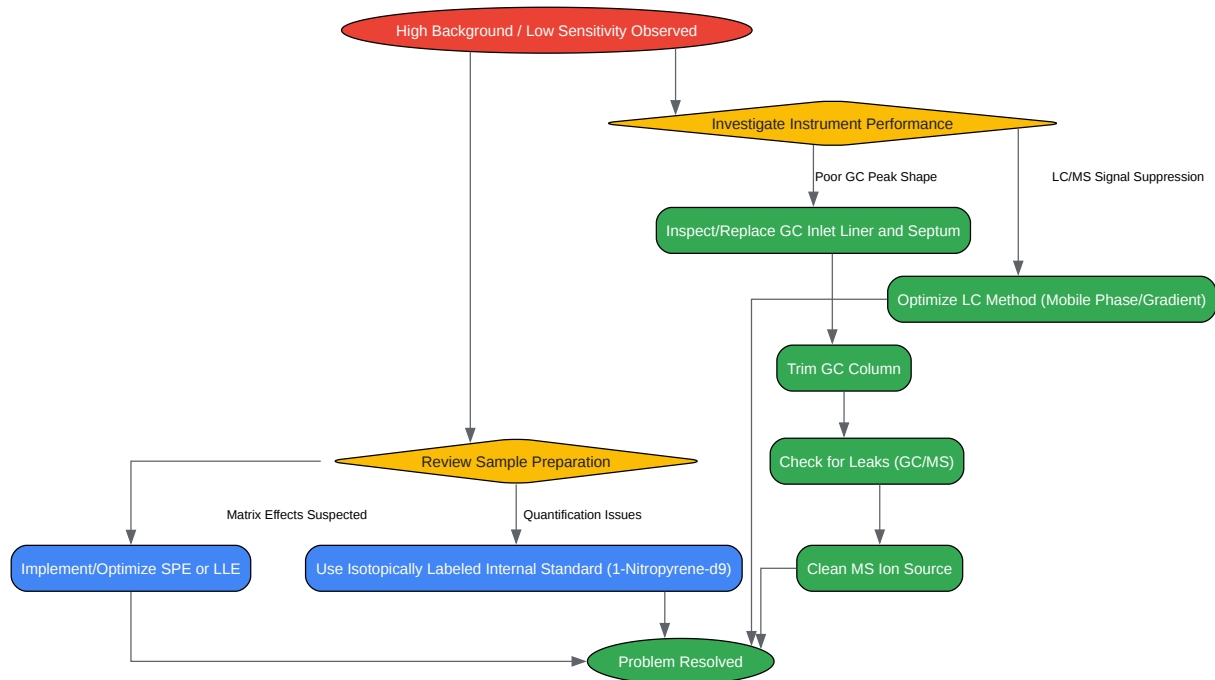 High Background / Low Sensitivity Observed
Investigate Instrument Performance
Poor GC Peak Shape
LC/MS Signal Suppression
Inspect/Replace GC Inlet Liner and Septum
Optimize LC Method (Mobile Phase/Gradient)
Trim GC Column
Check for Leaks (GC/MS)
Review Sample Preparation
Matrix Effects Suspected
Quantification Issues
Implement/Optimize SPE or LLE
Use Isotopically Labeled Internal Standard (1-Nitropyrene-d9)
Clean MS Ion Source
Problem Resolved